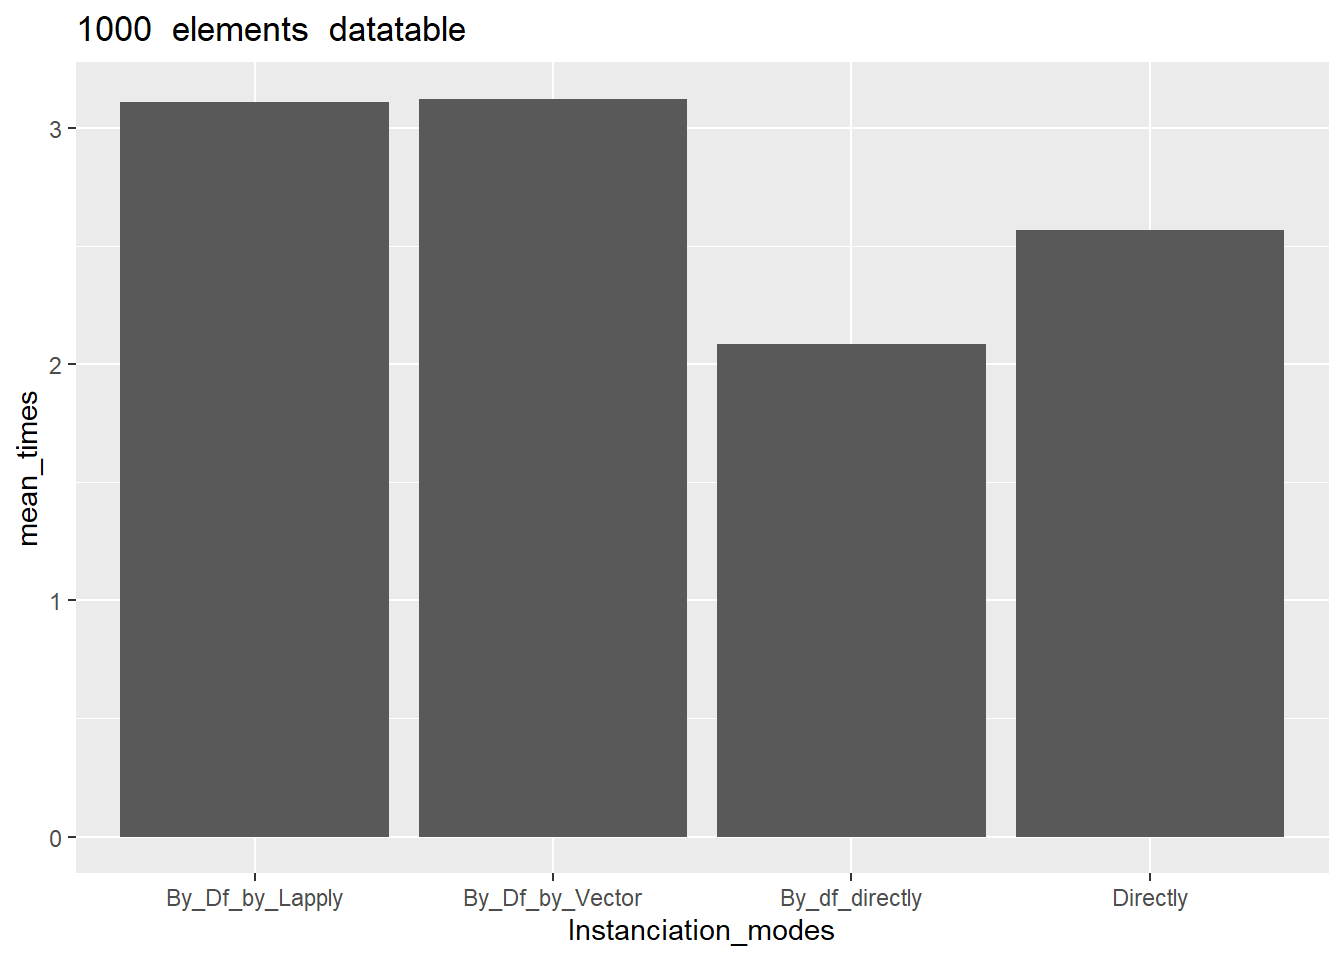 1000 elements datatable
3
2
1
0
mean_times
By_Df_by_Lapply By_Df_by_Vector By_df_directly Directly
Instanciation_modes